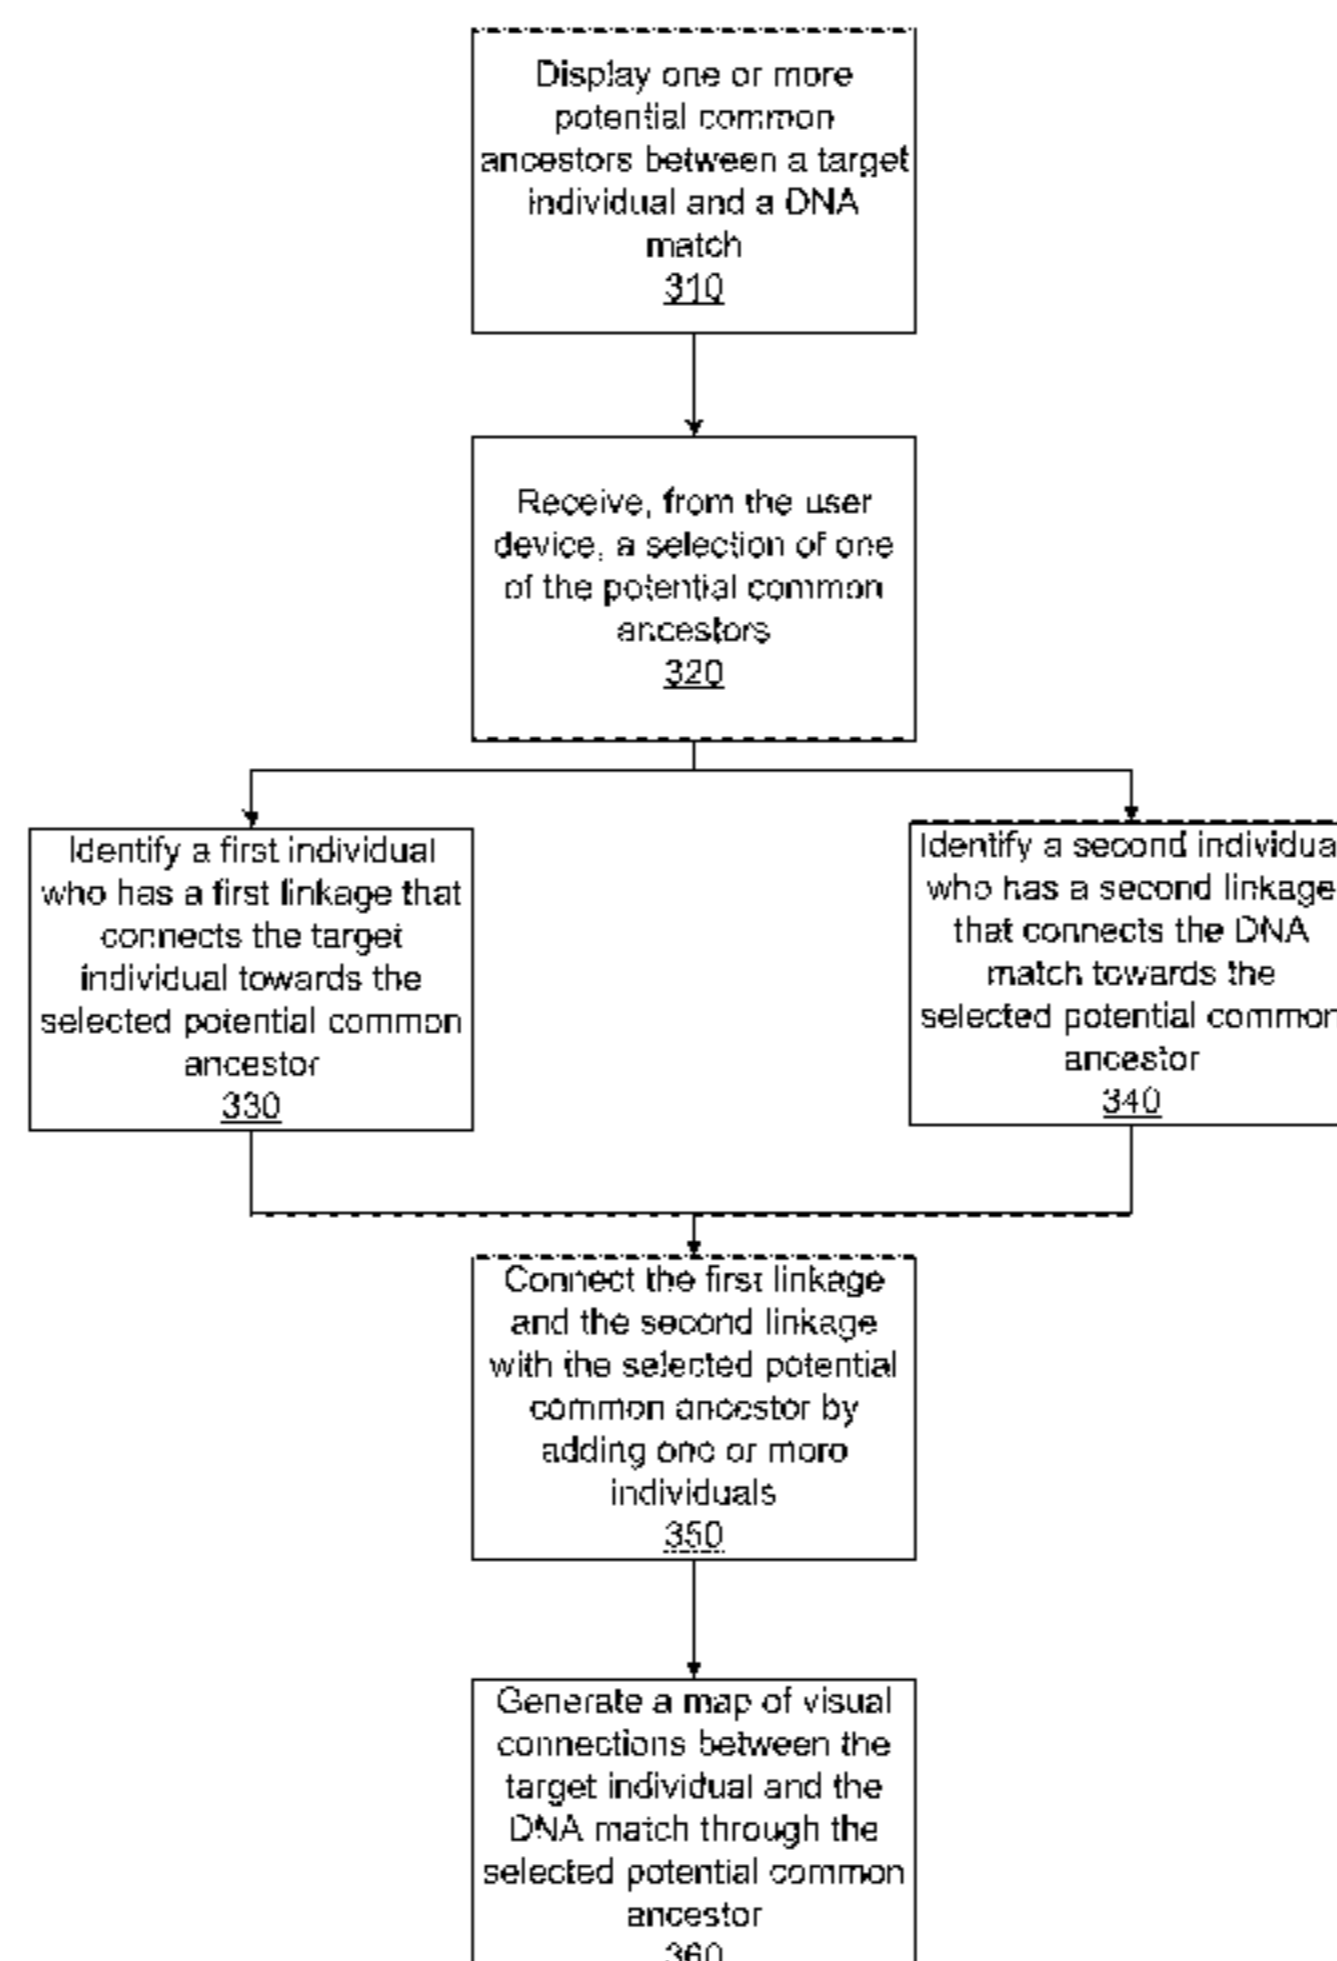 Display one or more
potential common
ancestors between a target
individual and a DNA
match
310
Receive, from the user
device, a selection of one
of the potential common
ancestors
320
Identify a first individual
who has a first linkage that
connects the target
individual towards the
selected potential common
ancestor
330
Identify a second individua
who has a second linkage
that connects the DNA
match towards the
selected potential common
ancestor
340
Connect the first linkage
and the second linkage
with the selected potential
common ancestor by
adding one or more
individuals
350
Generate a map of visual
connections between the
target individual and the
DNA match through the
selected potential common
ancestor
360